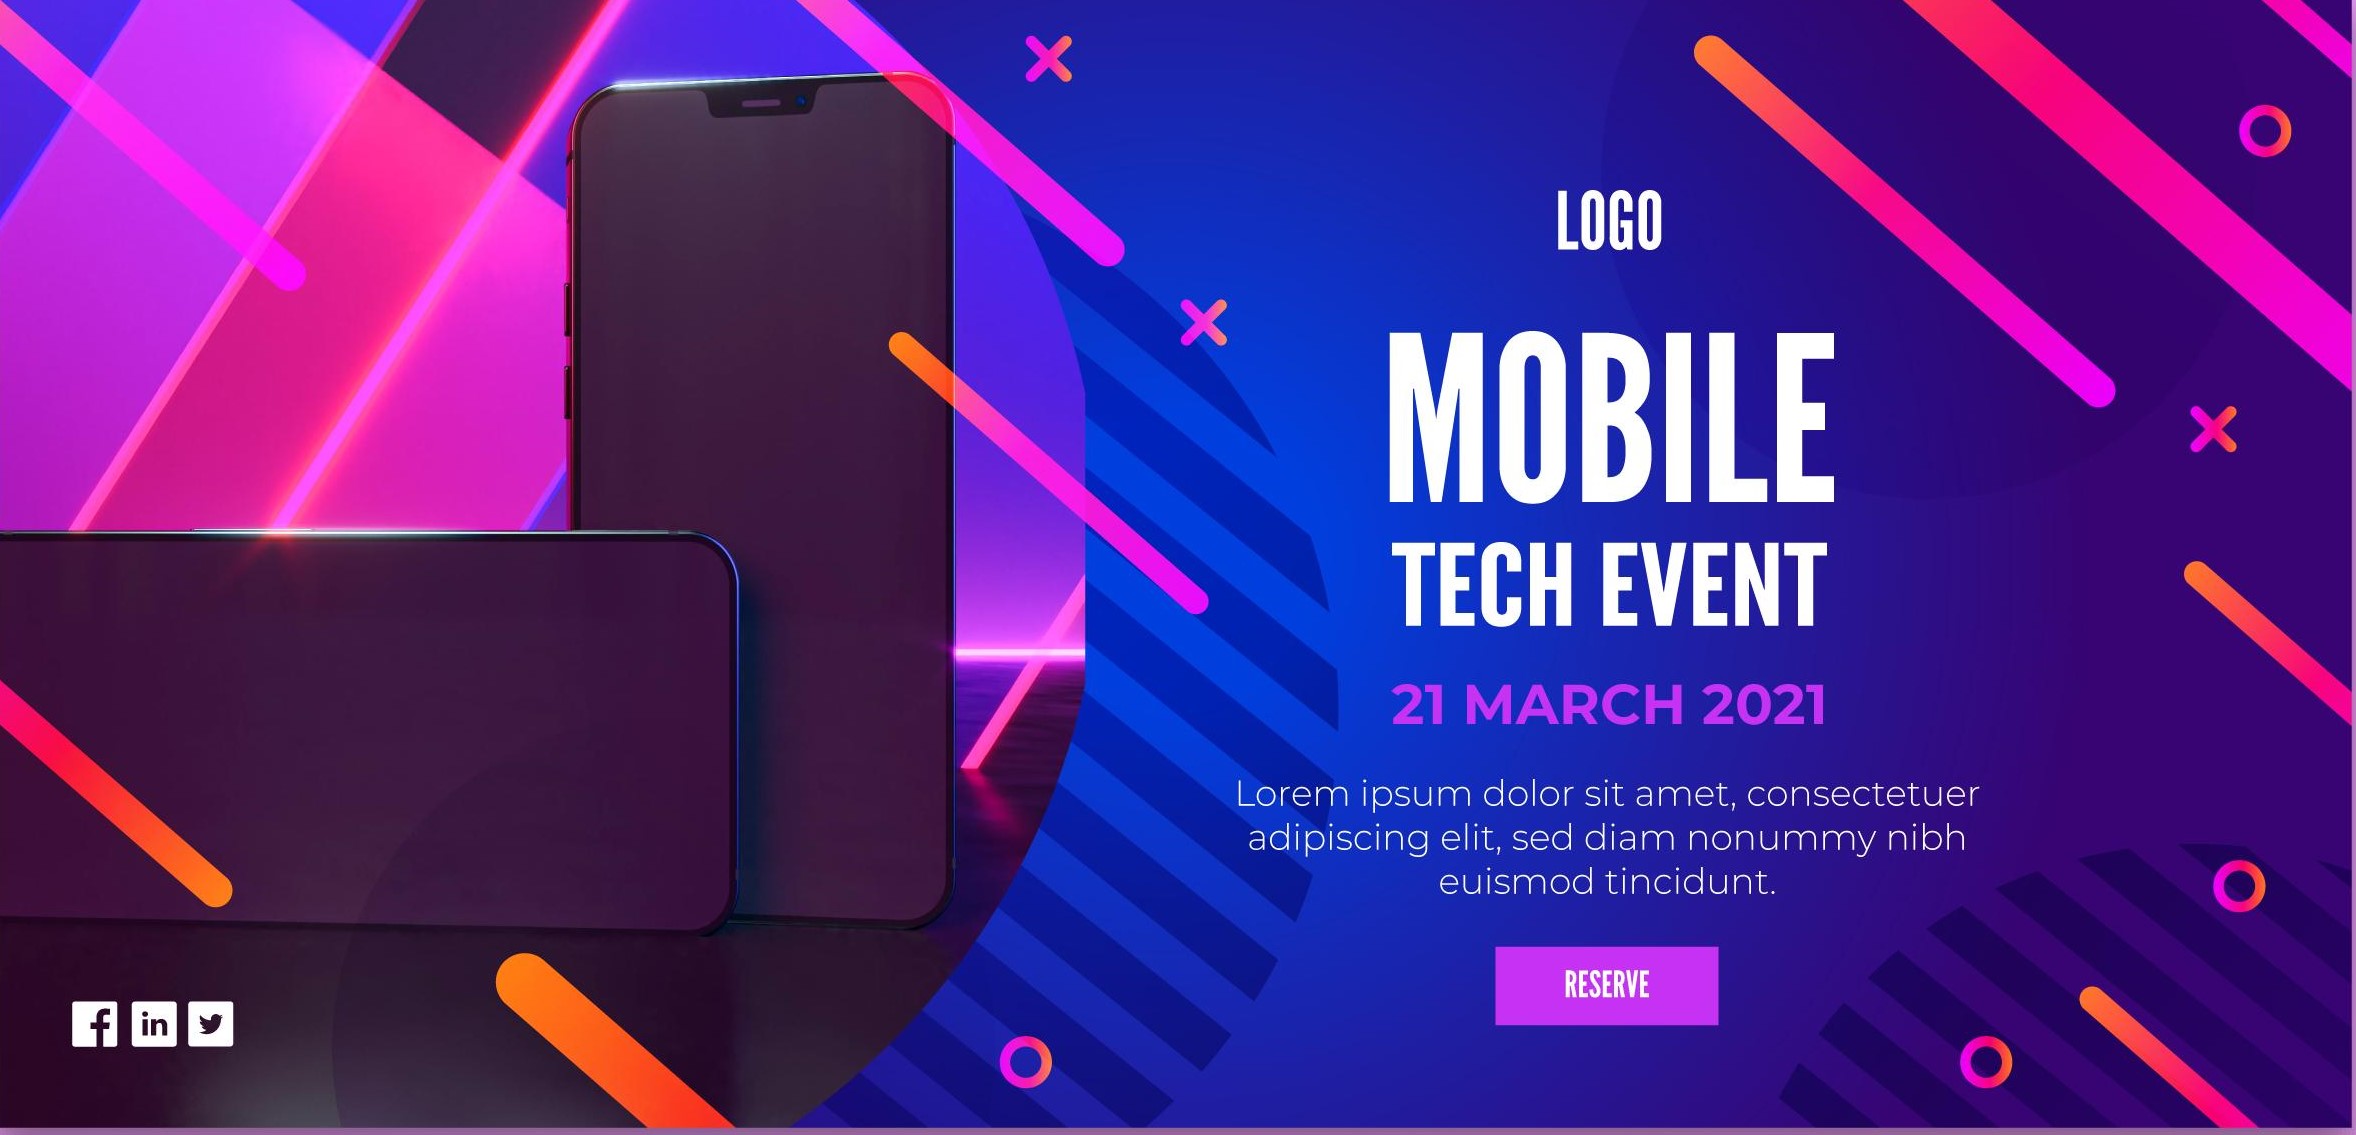 LOGO
MOBILE
TECH EVENT
21 MARCH 2021
Lorem ipsum dolor sit amet, consectetuer
adipiscing elit, sed diam nonummy nibh
euismod tincidunt.
RESERVE
f in